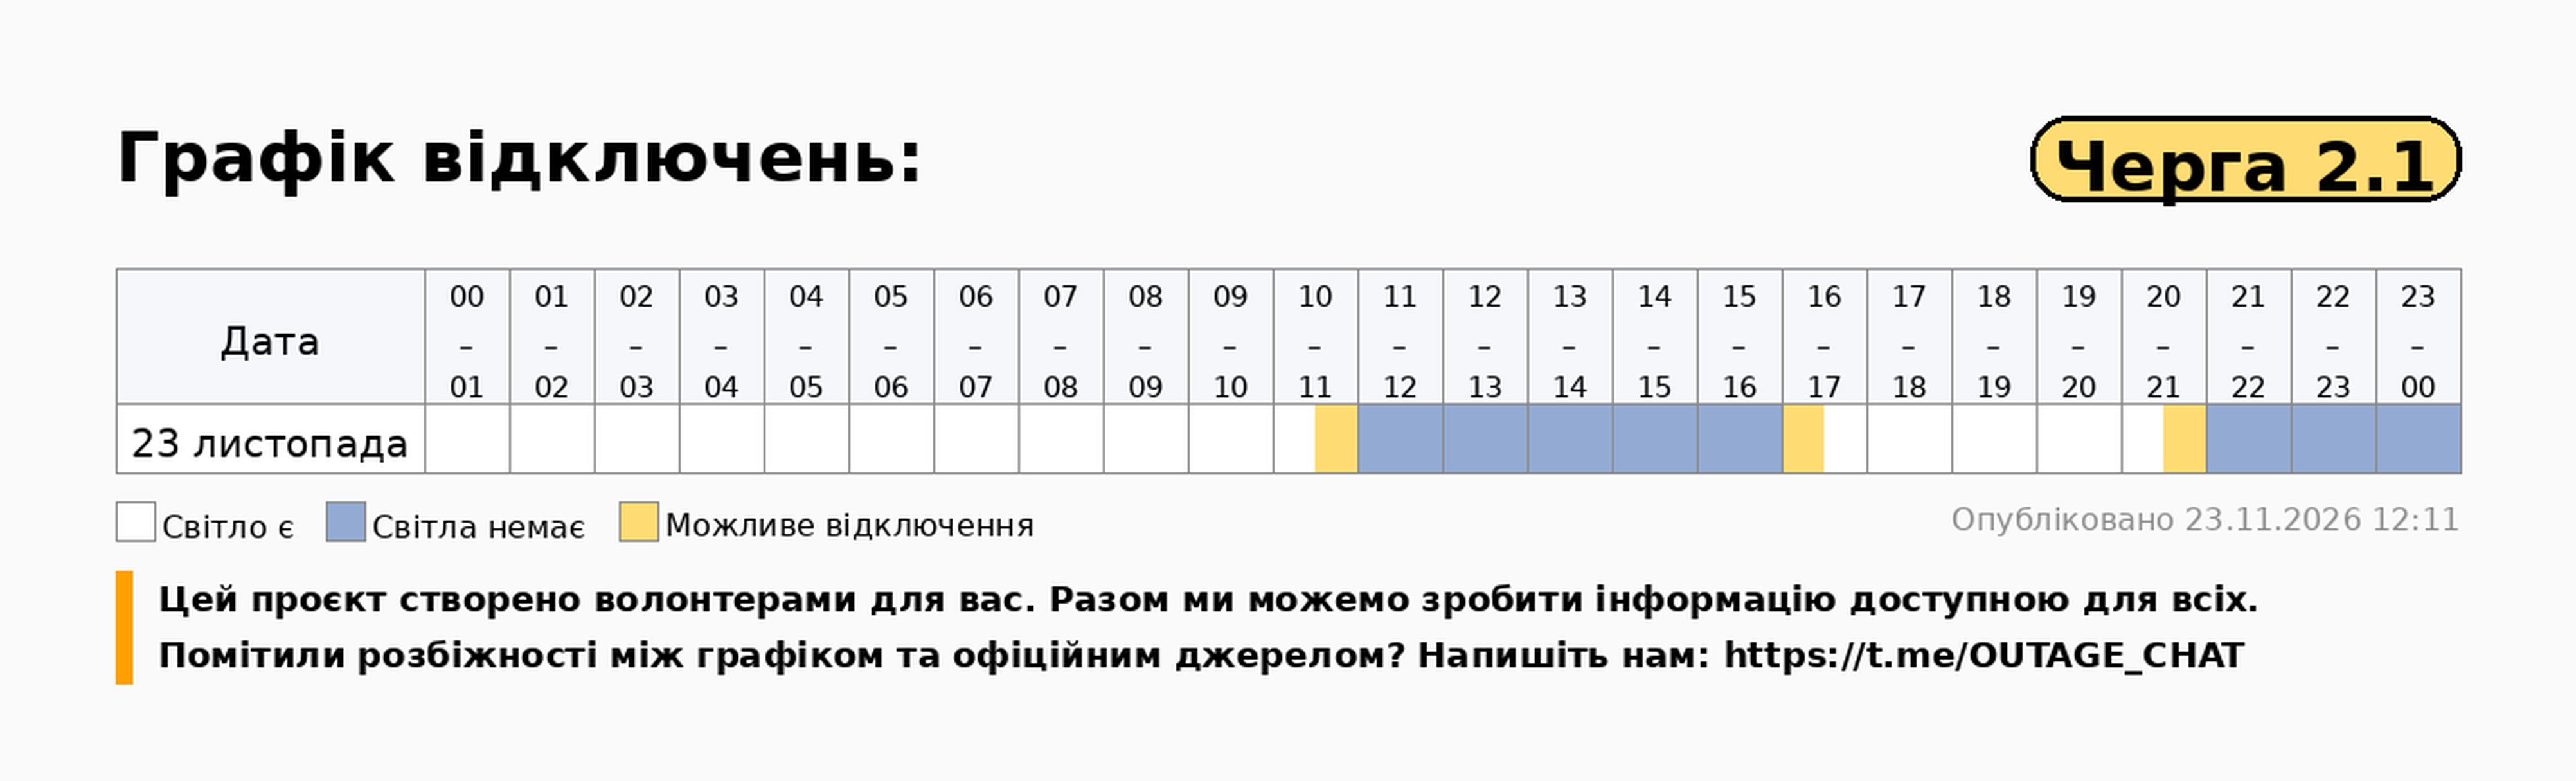 Графік відключень:
Черга 2.1
Дата 00 – 01 01 – 02 02 – 03 03 – 04 04 – 05 05 – 06 06 – 07 07 – 08 08 – 09 09 – 10 10 – 11 11 – 12 12 – 13 13 – 14 14 – 15 15 – 16 16 – 17 17 – 18 18 – 19 19 – 20 20 – 21 21 – 22 22 – 23 23 – 00
23 листопада
Світло є Світла немає Можливе відключення
Опубліковано 23.11.2026 12:11
Цей проєкт створено волонтерами для вас. Разом ми можемо зробити інформацію доступною для всіх.
Помітили розбіжності між графіком та офіційним джерелом? Напишіть нам: https://t.me/OUTAGE_CHAT